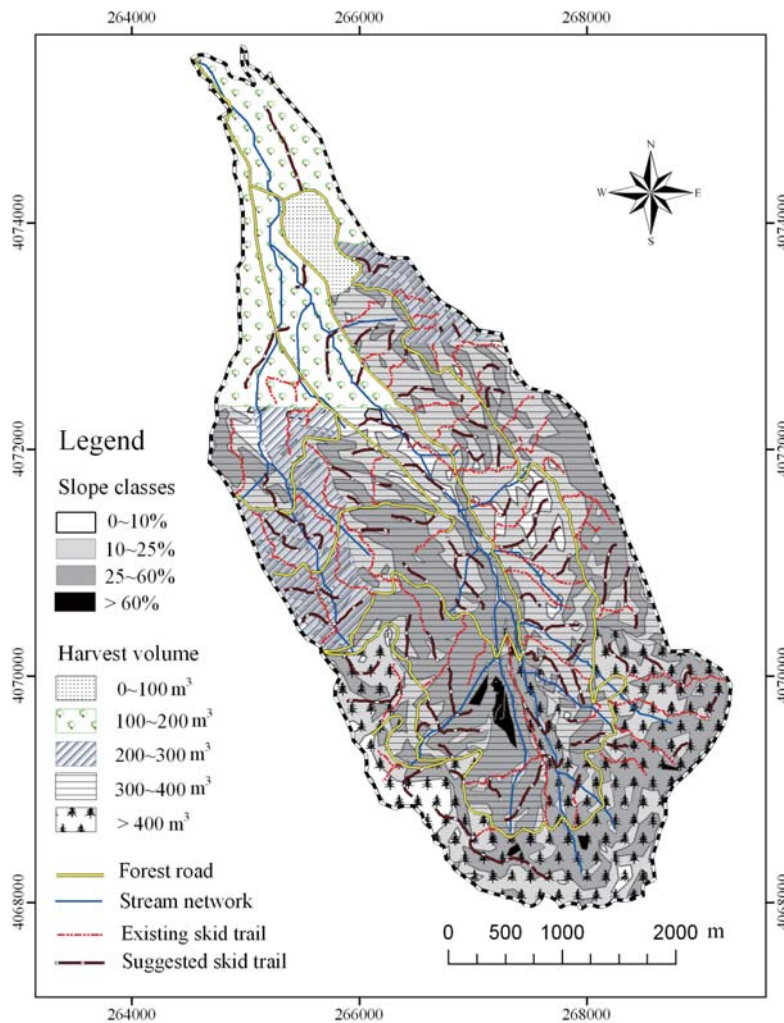 264000 266000 268000
N
W E
S
4074000 4074000
4072000 4072000
4070000 4070000
4068000 4068000
Legend
Slope classes
0~10%
10~25%
25~60%
> 60%
Harvest volume
0~100 m³
100~200 m³
200~300 m³
300~400 m³
> 400 m³
Forest road
Stream network
Existing skid trail
Suggested skid trail
0 500 1000 2000 m
264000 266000 268000